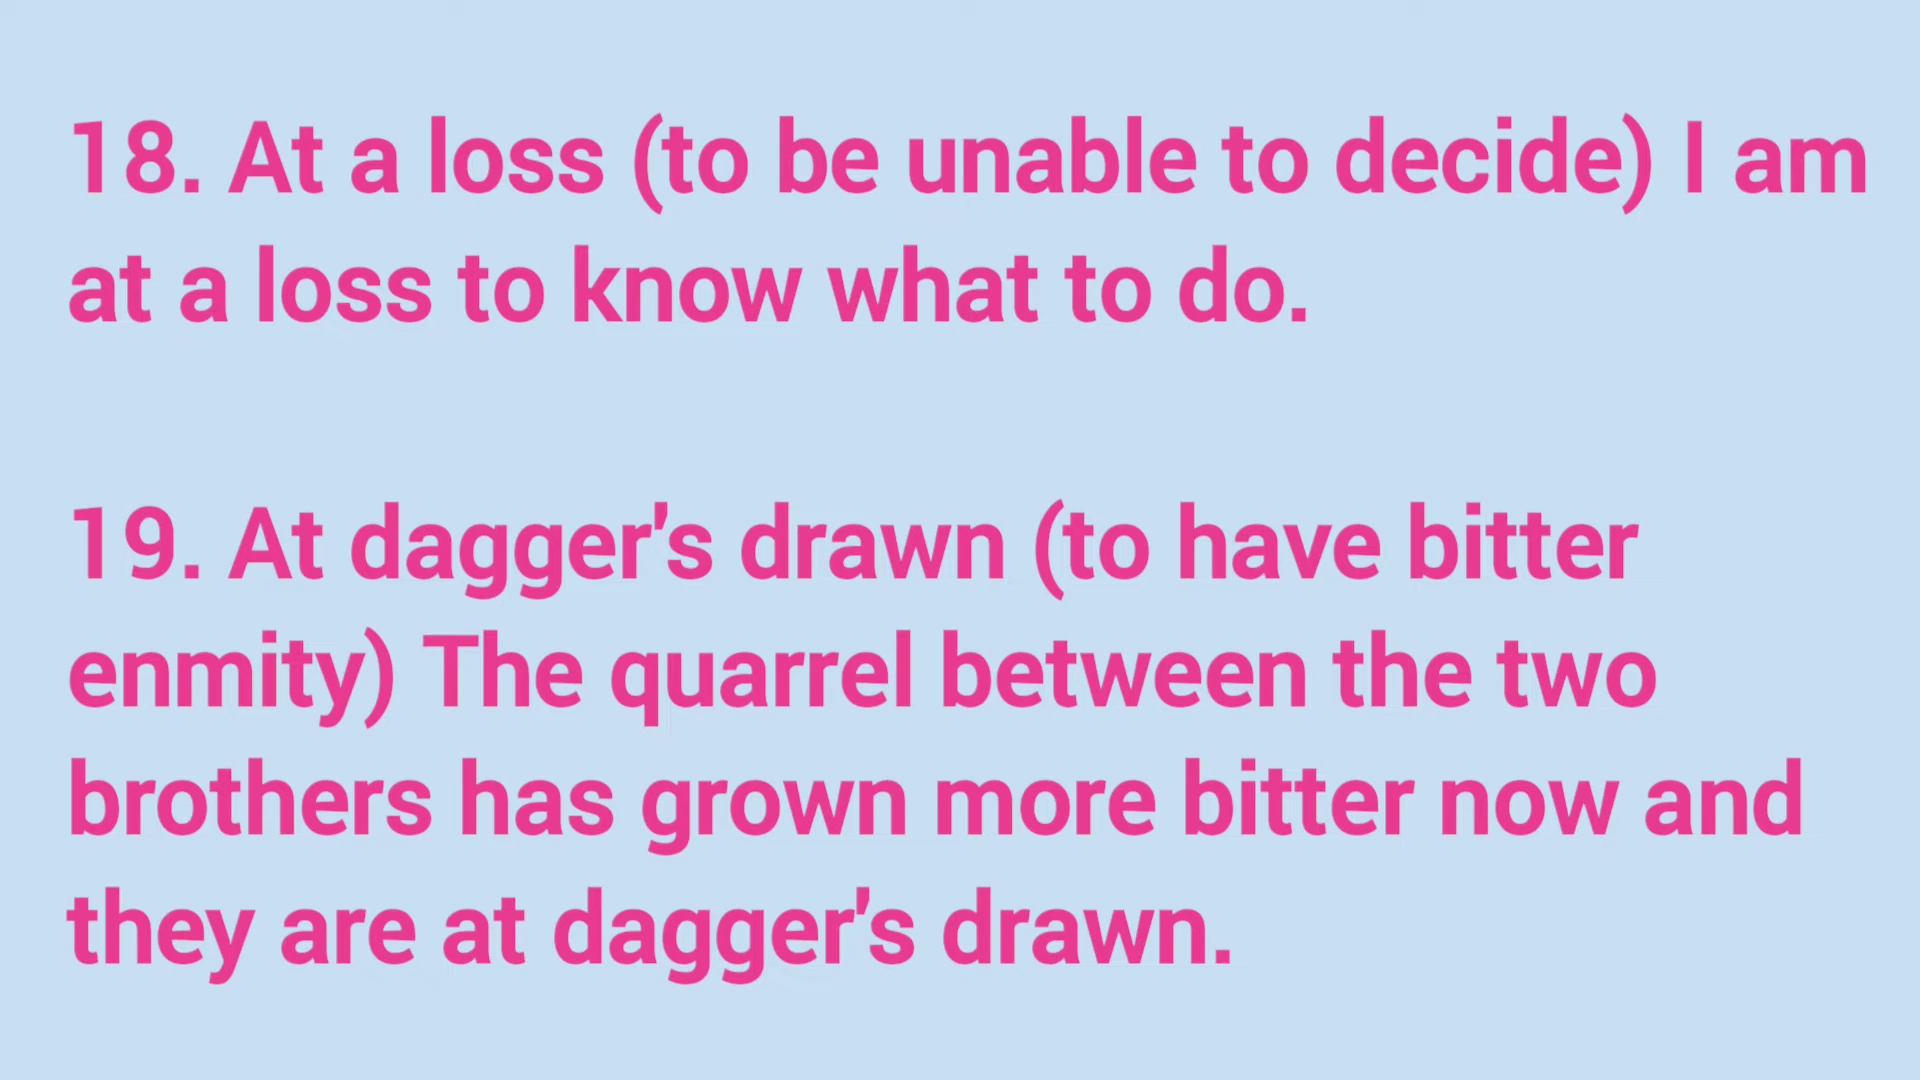 18. At a loss (to be unable to decide) I am
at a loss to know what to do.
19. At dagger's drawn (to have bitter
enmity) The quarrel between the two
brothers has grown more bitter now and
they are at dagger's drawn.